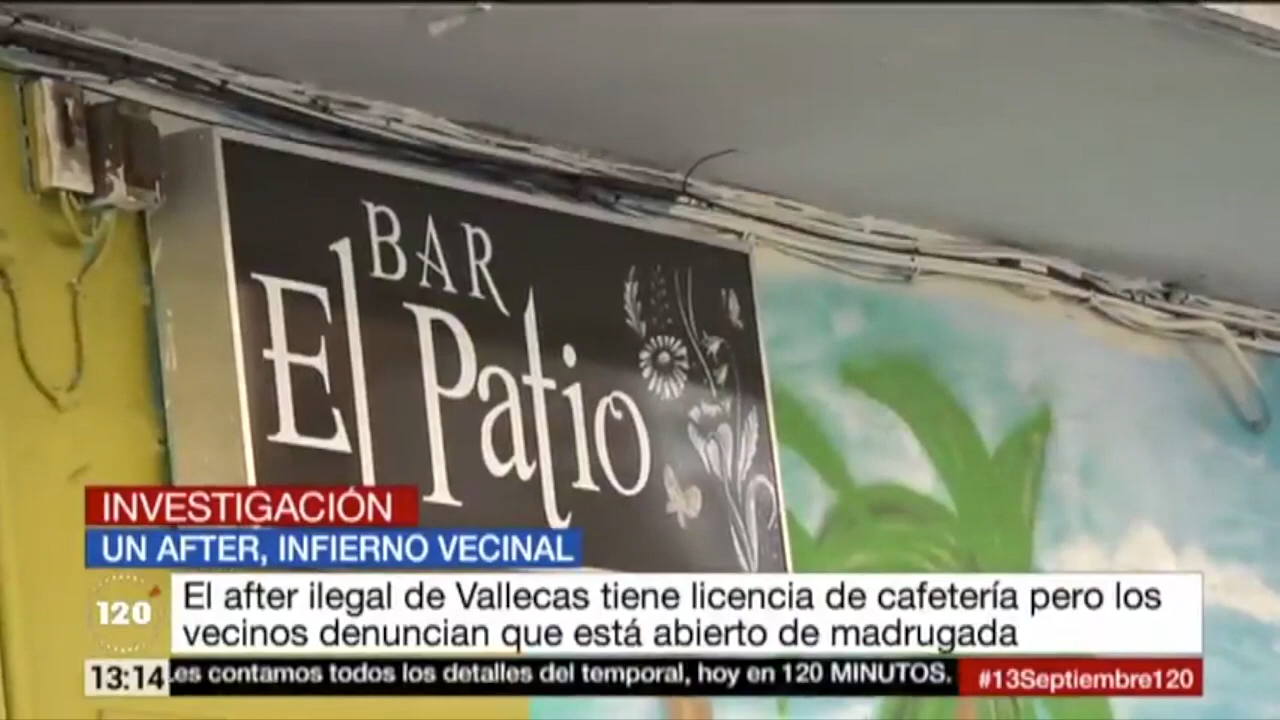 BAR
El Patio
INVESTIGACIÓN
UN AFTER, INFIERNO VECINAL
120
El after ilegal de Vallecas tiene licencia de cafetería pero los
vecinos denuncian que está abierto de madrugada
13:14 Les contamos todos los detalles del temporal, hoy en 120 MINUTOS. #13Septiembre120